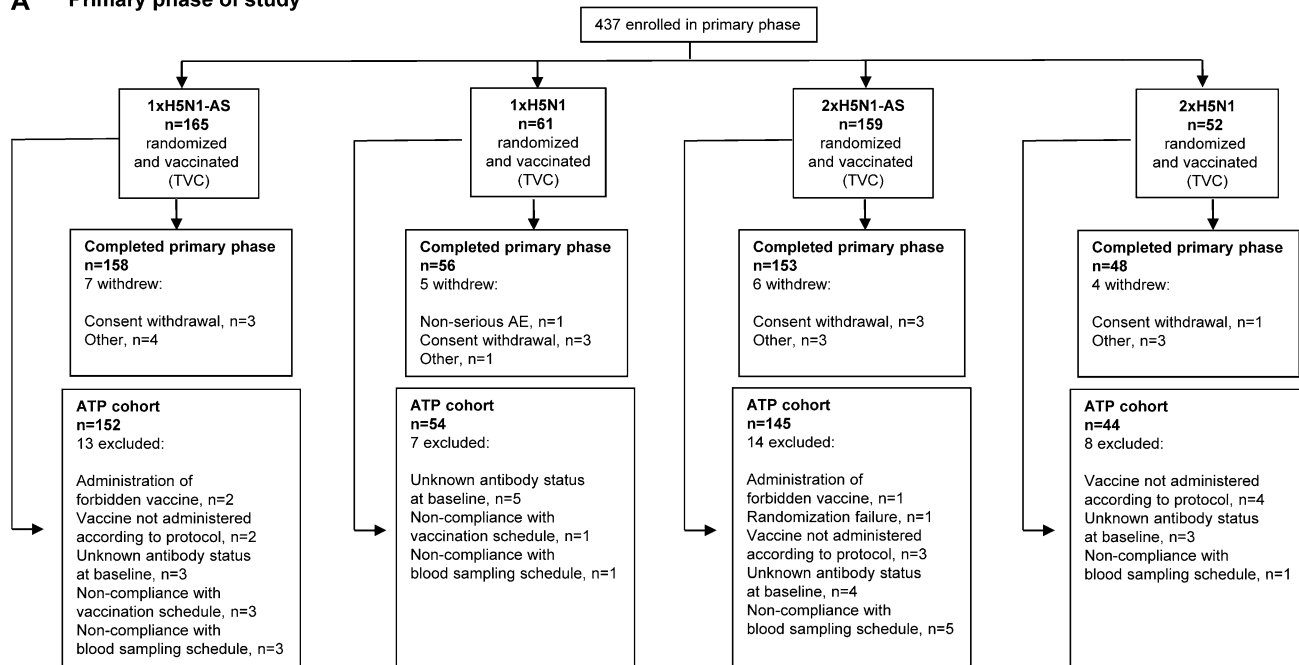 A Primary phase of study
437 enrolled in primary phase
1xH5N1-AS
n=165
randomized
and vaccinated
(TVC)
1xH5N1
n=61
randomized
and vaccinated
(TVC)
2xH5N1-AS
n=159
randomized
and vaccinated
(TVC)
2xH5N1
n=52
randomized
and vaccinated
(TVC)
Completed primary phase
n=158
7 withdrew:
Consent withdrawal, n=3
Other, n=4
Completed primary phase
n=56
5 withdrew:
Non-serious AE, n=1
Consent withdrawal, n=3
Other, n=1
Completed primary phase
n=153
6 withdrew:
Consent withdrawal, n=3
Other, n=3
Completed primary phase
n=48
4 withdrew:
Consent withdrawal, n=1
Other, n=3
ATP cohort
n=152
13 excluded:
Administration of
forbidden vaccine, n=2
Vaccine not administered
according to protocol, n=2
Unknown antibody status
at baseline, n=3
Non-compliance with
vaccination schedule, n=3
Non-compliance with
blood sampling schedule, n=3
ATP cohort
n=54
7 excluded:
Unknown antibody status
at baseline, n=5
Non-compliance with
vaccination schedule, n=1
Non-compliance with
blood sampling schedule, n=1
ATP cohort
n=145
14 excluded:
Administration of
forbidden vaccine, n=1
Randomization failure, n=1
Vaccine not administered
according to protocol, n=3
Unknown antibody status
at baseline, n=4
Non-compliance with
blood sampling schedule, n=5
ATP cohort
n=44
8 excluded:
Vaccine not administered
according to protocol, n=4
Unknown antibody status
at baseline, n=3
Non-compliance with
blood sampling schedule, n=1